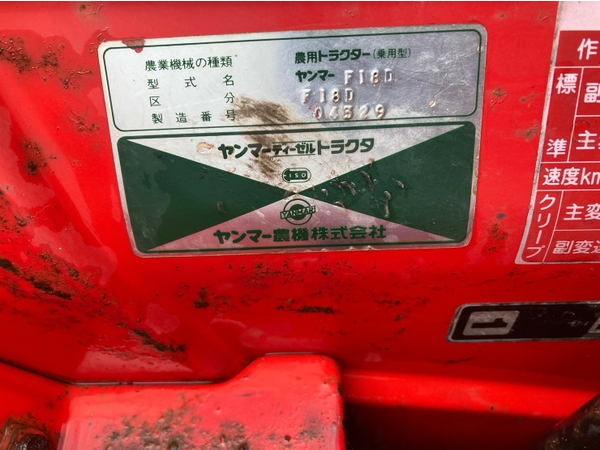 農業機械の種類 農用トラクター(乗用型)
型式名 ヤンマー F18D
区分 F18D
製造番号 04529
ヤンマーディーゼルトラクタ
ISO
YANMAR
ヤンマー農機株式会社
作
標準
副
主
速度km
クリープ
主変
副変速